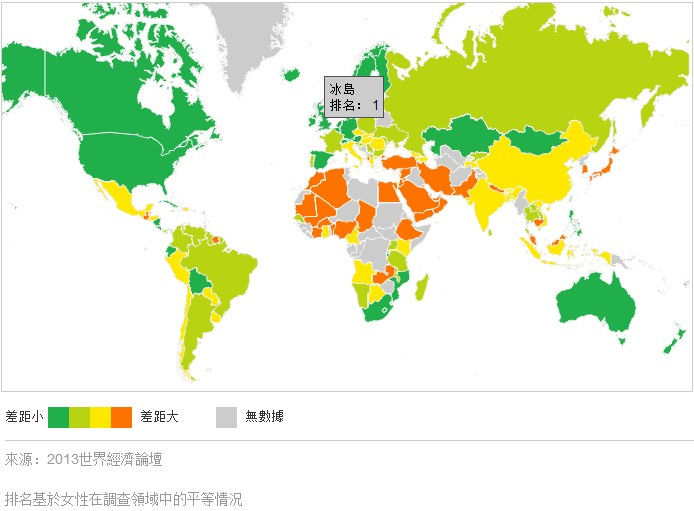 冰島
排名： 1
差距小 差距大 無數據
來源：2013世界經濟論壇
排名基於女性在調查領域中的平等情況